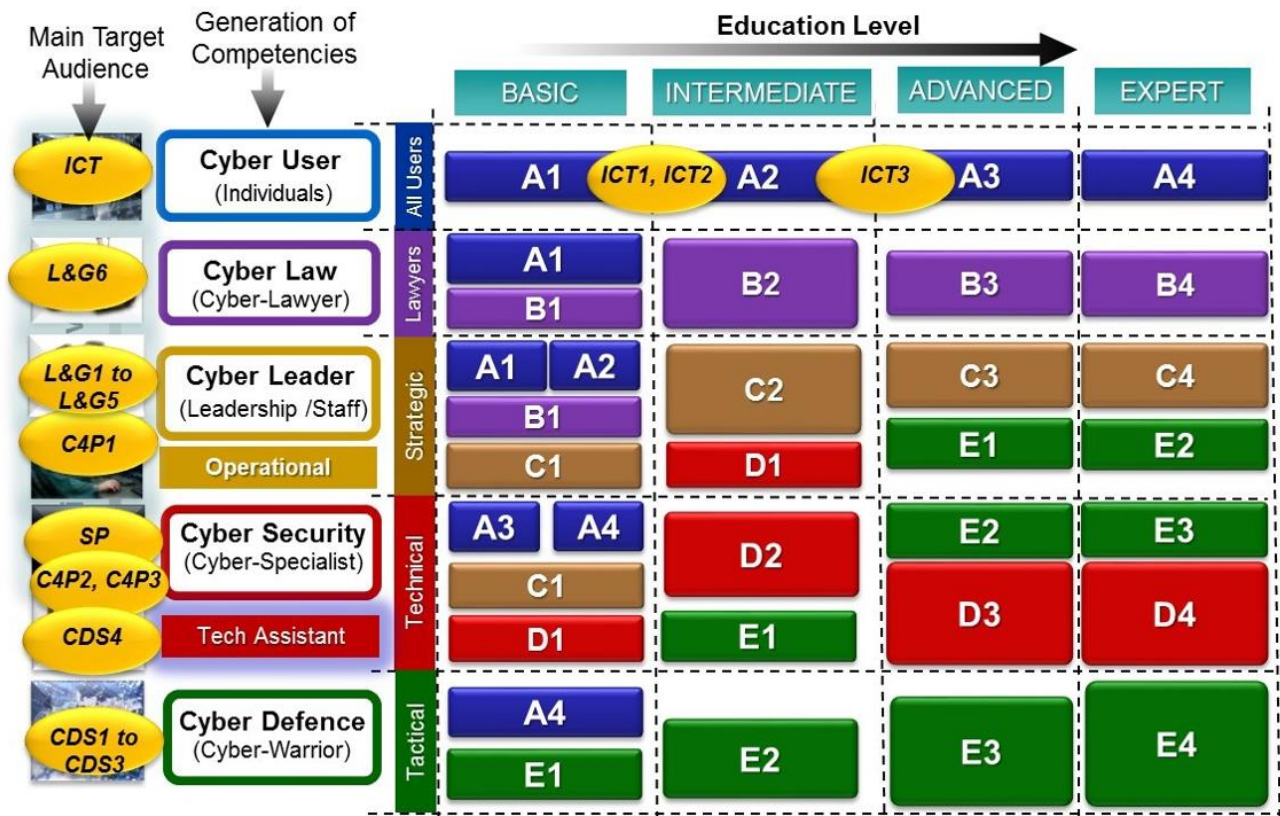 Main Target
Audience
Generation of
Competencies
Education Level
BASIC
INTERMEDIATE
ADVANCED
EXPERT
ICT
Cyber User
(Individuals)
All Users
A1
ICT1, ICT2
A2
ICT3
A3
A4
L&G6
Cyber Law
(Cyber-Lawyer)
Lawyers
A1
B1
B2
B3
B4
L&G1 to
L&G5
C4P1
Cyber Leader
(Leadership /Staff)
Operational
Strategic
A1
A2
B1
C1
C2
D1
C3
E1
C4
E2
SP
C4P2, C4P3
CDS4
Cyber Security
(Cyber-Specialist)
Tech Assistant
Technical
A3
A4
C1
D1
D2
E1
E2
D3
E3
D4
CDS1 to
CDS3
Cyber Defence
(Cyber-Warrior)
Tactical
A4
E1
E2
E3
E4